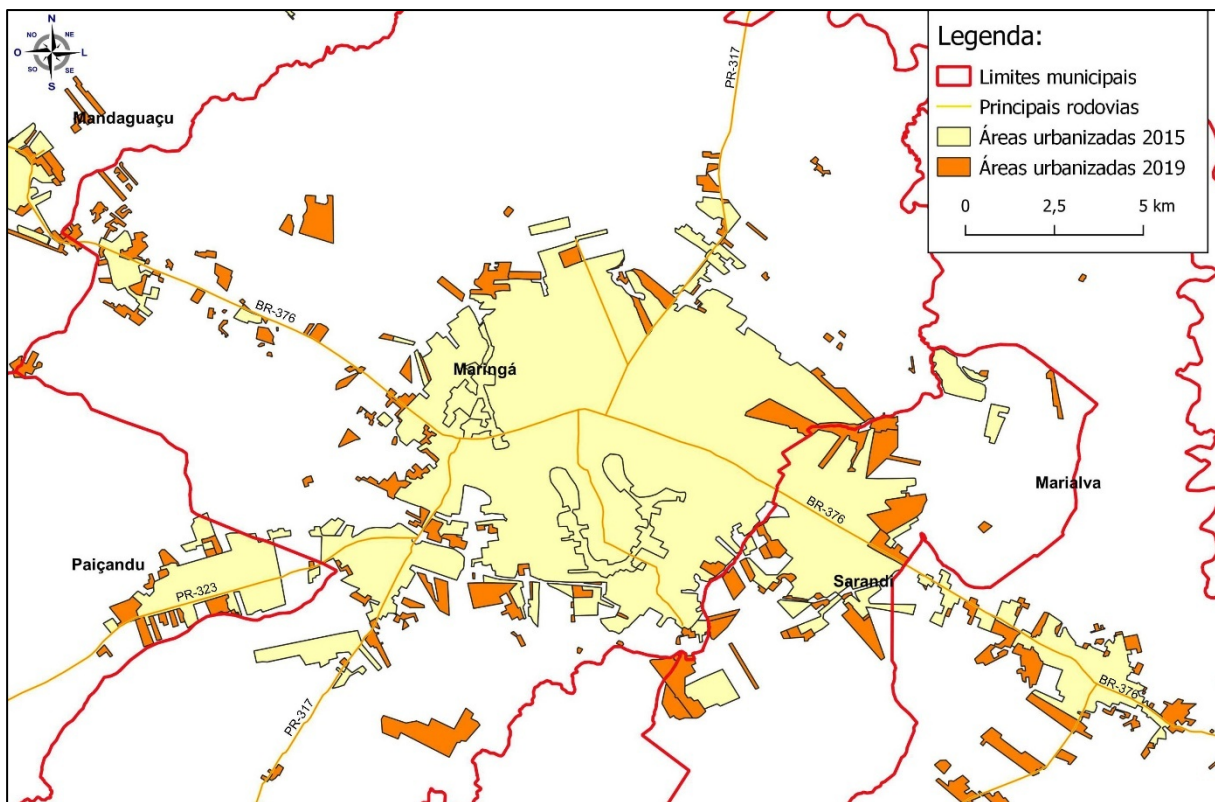 N
NO
NE
O
L
SO
SE
S
Legenda:
Limites municipais
Principais rodovias
Áreas urbanizadas 2015
Áreas urbanizadas 2019
0
2,5
5 km
PR-317
Mandaguaçu
BR-376
Maringá
Marialva
BR-376
Paiçandu
PR-323
Sarandi
PR-317
BR-376